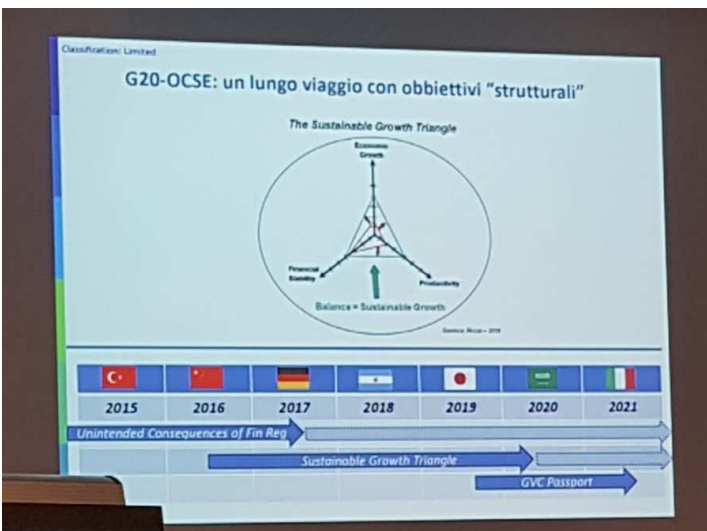 Classification: Limited
G20-OCSE: un lungo viaggio con obbiettivi “strutturali”
The Sustainable Growth Triangle
Economic
Growth
Financial
Stability
Productivity
Balance = Sustainable Growth
2015 2016 2017 2018 2019 2020 2021
Unintended Consequences of Fin Reg
Sustainable Growth Triangle
GVC Passport